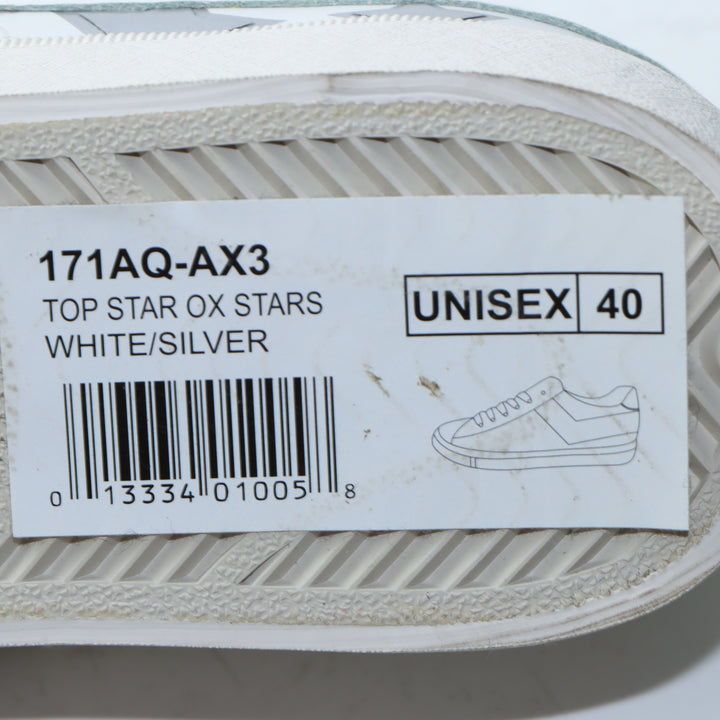 171AQ-AX3
TOP STAR OX STARS
WHITE/SILVER
UNISEX 40
0 13334 01005 8